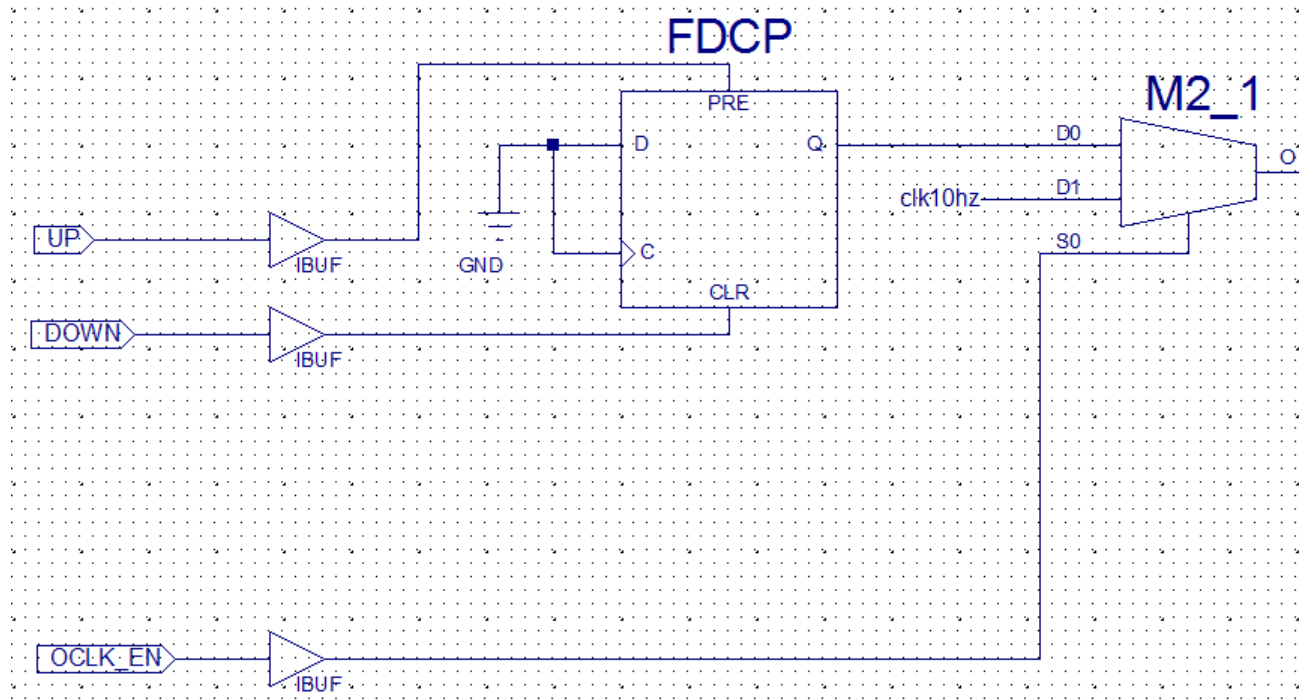 FDCP
M2_1
PRE
D
Q
D0
O
clk10hz
D1
UP
IBUF
GND
C
S0
CLR
DOWN
IBUF
OCLK_EN
IBUF